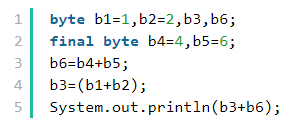 1 byte b1=1,b2=2,b3,b6;
2 final byte b4=4,b5=6;
3 b6=b4+b5;
4 b3=(b1+b2);
5 System.out.println(b3+b6);